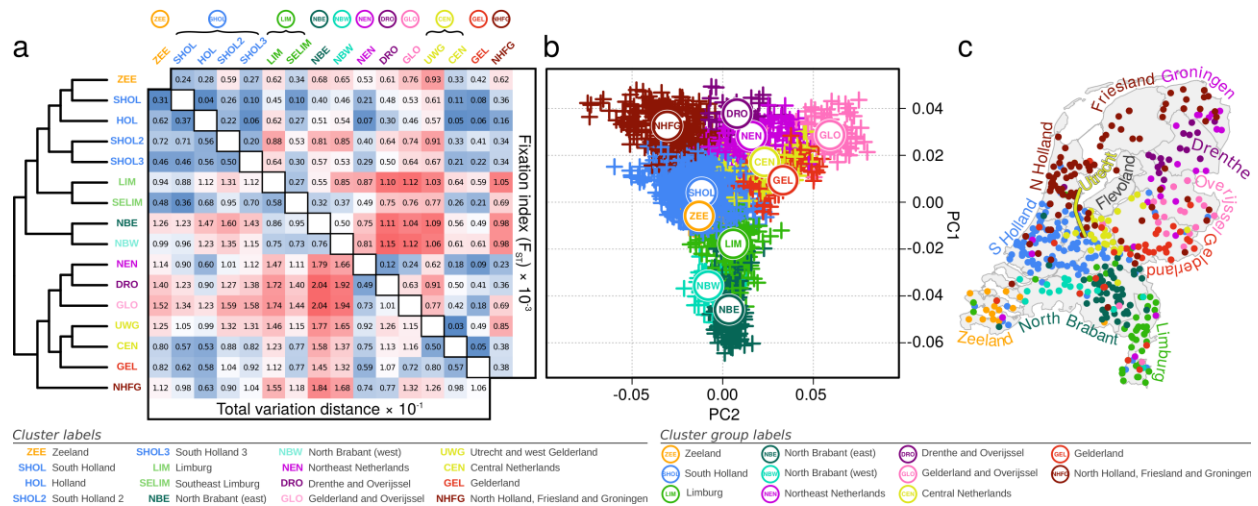 a
ZEE SHOL LIM NBE NBW NEN DRO GLO CEN GEL NHFG
ZEE SHOL HOL SHOL2 SHOL3 LIM SELIM NBE NBW NEN DRO GLO UWG CEN GEL NHFG
ZEE 0.24 0.28 0.59 0.27 0.62 0.34 0.68 0.65 0.53 0.61 0.76 0.93 0.33 0.42 0.62
SHOL 0.31 0.04 0.26 0.10 0.45 0.10 0.40 0.46 0.21 0.48 0.53 0.61 0.11 0.08 0.36
HOL 0.62 0.37 0.22 0.06 0.07 0.30 0.46 0.57 0.05 0.06 0.16
SHOL2 0.72 0.71 0.56 0.20 0.88 0.53 0.81 0.85 0.49 0.67 0.74 0.91 0.33 0.41 0.34
SHOL3 0.46 0.46 0.56 0.50 0.64 0.30 0.57 0.53 0.29 0.50 0.64 0.67 0.21 0.22 0.34
LIM 0.94 0.88 1.12 1.31 1.12 0.27 0.55 0.85 0.87 1.10 1.12 1.03 0.64 0.59 1.05
SELIM 0.48 0.36 0.68 0.95 0.70 0.58 0.32 0.49 0.75 0.76 0.77 0.26 0.21 0.69
NBE 1.26 1.23 1.47 1.60 1.43 0.86 0.95 0.50 0.75 1.11 1.04 1.09 0.56 0.49 0.98
NBW 0.99 0.96 1.23 1.35 1.15 0.75 0.73 0.76 0.81 1.15 1.12 1.06 0.61 0.61 0.98
NEN 1.14 0.90 0.60 1.01 1.12 1.47 1.11 1.79 1.66 0.12 0.24 0.62 0.18 0.09 0.23
DRO 1.40 1.23 0.90 1.27 1.36 1.72 1.40 2.04 1.92 0.49 0.63 0.91 0.50 0.41 0.36
GLO 1.52 1.34 1.23 1.59 1.58 1.74 1.44 2.04 1.94 0.73 1.01 0.77 0.42 0.18 0.69
UWG 1.25 1.05 0.99 1.32 1.31 1.46 1.15 1.77 1.65 0.92 1.26 1.15 0.03 0.49 0.85
CEN 0.80 0.57 0.53 0.88 0.85 1.13 0.67 1.43 1.37 0.75 1.13 1.16 0.50 0.05 0.38
GEL 0.82 0.62 0.58 1.04 0.92 1.12 0.77 1.45 1.42 0.59 1.07 0.72 0.80 0.57 0.38
NHFG 1.12 0.98 0.63 0.90 1.04 1.55 1.18 1.84 1.68 0.74 0.77 1.32 1.26 0.98 1.06
Fixation index (FST) × 10-3
Total variation distance × 10-1
b
NHFG DRO NEN GLO CEN GEL SHOL ZEE LIM NBW NBE
0.04
0.02
0.00
-0.02
-0.04
-0.06
PC1
-0.05 0.00 0.05
PC2
c
Groningen
Friesland
N Holland
Drenthe
Utrecht
Flevoland
Overijssel
S Holland
Gelderland
North Brabant
Zeeland
Limburg
Cluster labels
ZEE Zeeland SHOL3 South Holland 3 NBW North Brabant (west) UWG Utrecht and west Gelderland
SHOL South Holland LIM Limburg NEN Northeast Netherlands CEN Central Netherlands
HOL Holland SELIM Southeast Limburg DRO Drenthe and Overijssel GEL Gelderland
SHOL2 South Holland 2 NBE North Brabant (east) GLO Gelderland and Overijssel NHFG North Holland, Friesland and Groningen
Cluster group labels
ZEE Zeeland NBE North Brabant (east) DRO Drenthe and Overijssel GEL Gelderland
SHOL South Holland NBW North Brabant (west) GLO Gelderland and Overijssel NHFG North Holland, Friesland and Groningen
LIM Limburg NEN Northeast Netherlands CEN Central Netherlands